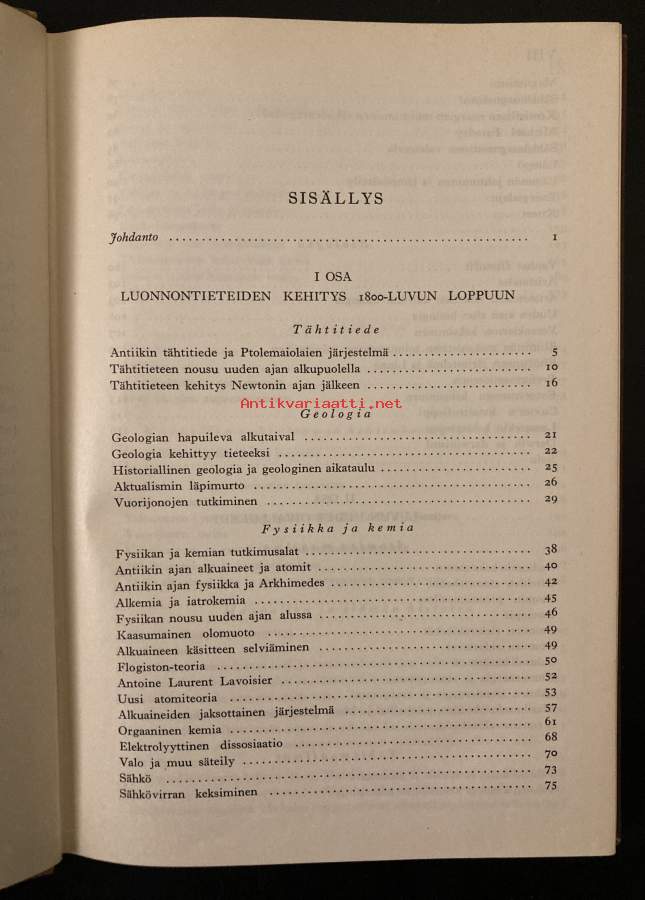 SISÄLLYS
Johdanto ........ 1
I OSA
LUONNONTIETEIDEN KEHITYS 1800-LUVUN LOPPUUN
Tähtitiede
Antiikin tähtitiede ja Ptolemaiolaien järjestelmä ........ 5
Tähtitieteen nousu uuden ajan alkupuolella ........ 10
Tähtitieteen kehitys Newtonin ajan jälkeen ........ 16
Antikvariaatti.net
Geologia
Geologian hapuileva alkutaival ........ 21
Geologia kehittyy tieteeksi ........ 22
Historiallinen geologia ja geologinen aikataulu ........ 25
Aktualismin läpimurto ........ 26
Vuorijonojen tutkiminen ........ 29
Fysiikka ja kemia
Fysiikan ja kemian tutkimusalat ........ 38
Antiikin ajan alkuaineet ja atomit ........ 40
Antiikin ajan fysiikka ja Arkhimedes ........ 42
Alkemia ja iatrokemia ........ 45
Fysiikan nousu uuden ajan alussa ........ 46
Kaasumainen olomuoto ........ 49
Alkuaineen käsitteen selviäminen ........ 49
Flogiston-teoria ........ 50
Antoine Laurent Lavoisier ........ 52
Uusi atomiteoria ........ 53
Alkuaineiden jaksottainen järjestelmä ........ 57
Orgaaninen kemia ........ 61
Elektrolyyttinen dissosiaatio ........ 68
Valo ja muu säteily ........ 70
Sähkö ........ 73
Sähkövirran keksiminen ........ 75